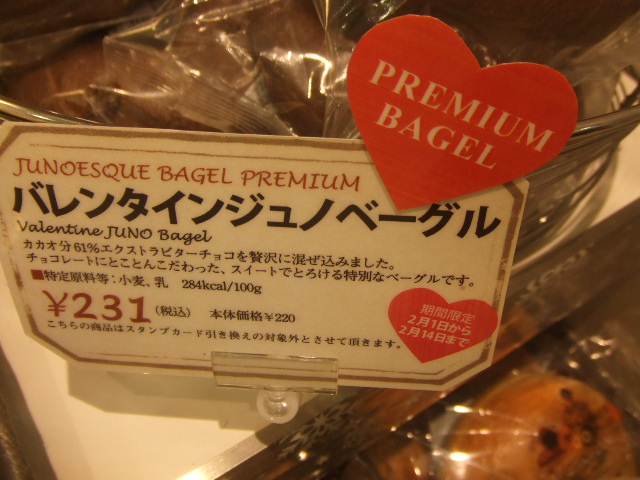 PREMIUM
BAGEL
JUNOESQUE BAGEL PREMIUM
バレンタインジュノベーグル
Valentine JUNO Bagel
カカオ分61%エクストラビターチョコを贅沢に混ぜ込みました。
チョコレートにとことんこだわった、スイートでとろける特別なベーグルです。
■特定原料等:小麦、乳 284kcal/100g
¥231(税込) 本体価格¥220
こちらの商品はスタンプカード引き換えの対象外とさせて頂きます。
期間限定
2月1日から
2月14日まで